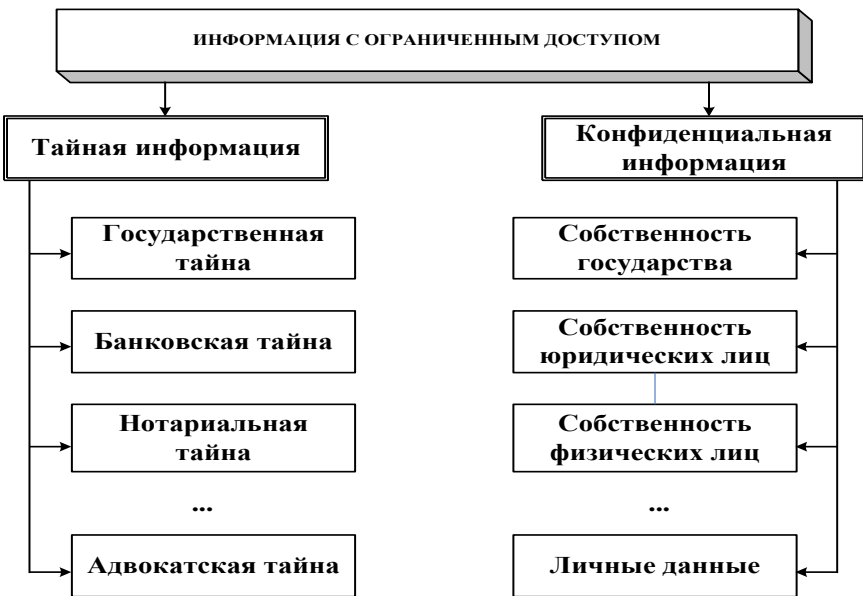 ИНФОРМАЦИЯ С ОГРАНИЧЕННЫМ ДОСТУПОМ
Тайная информация
Конфиденциальная
информация
Государственная
тайна
Собственность
государства
Банковская тайна
Собственность
юридических лиц
Нотариальная
тайна
Собственность
физических лиц
...
...
Адвокатская тайна
Личные данные